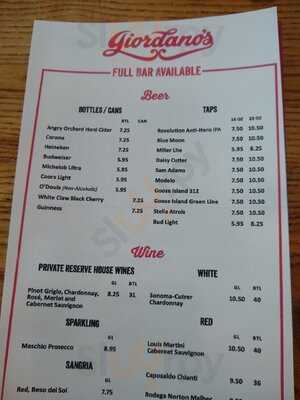 Giordano's
FULL BAR AVAILABLE
Beer
BOTTLES / CANS
BTL CAN
Angry Orchard Hard Cider 7.25
Corona 7.25
Heineken 7.25
Budweiser 5.95
Michelob Ultra 5.95
Coors Light 5.95
O'Douls (Non-Alcoholic) 5.95
White Claw Black Cherry 7.25
Guinness 7.25
TAPS
16 OZ 23 OZ
Revolution Anti-Hero IPA 7.50 10.50
Blue Moon 7.50 10.50
Miller Lite 5.95 8.25
Daisy Cutter 7.50 10.50
Sam Adams 7.50 10.50
Modelo 7.50 10.50
Goose Island 312 7.50 10.50
Goose Island Green Line 7.50 10.50
Stella Atrois 7.50 10.50
Bud Light 5.95 8.25
Wine
PRIVATE RESERVE HOUSE WINES
GL BTL
Pinot Grigio, Chardonnay, 8.25 31
Rosé, Merlot and
Cabernet Sauvignon
SPARKLING
GL
Maschio Prosecco 8.95
SANGRIA
GL
Red, Beso del Sol 7.75
WHITE
GL BTL
Sonoma-Cutrer 10.50 40
Chardonnay
RED
GL BTL
Louis Martini 10.50 40
Cabernet Sauvignon
Caposaldo Chianti 9.50 36
Bodega Norton Malbec